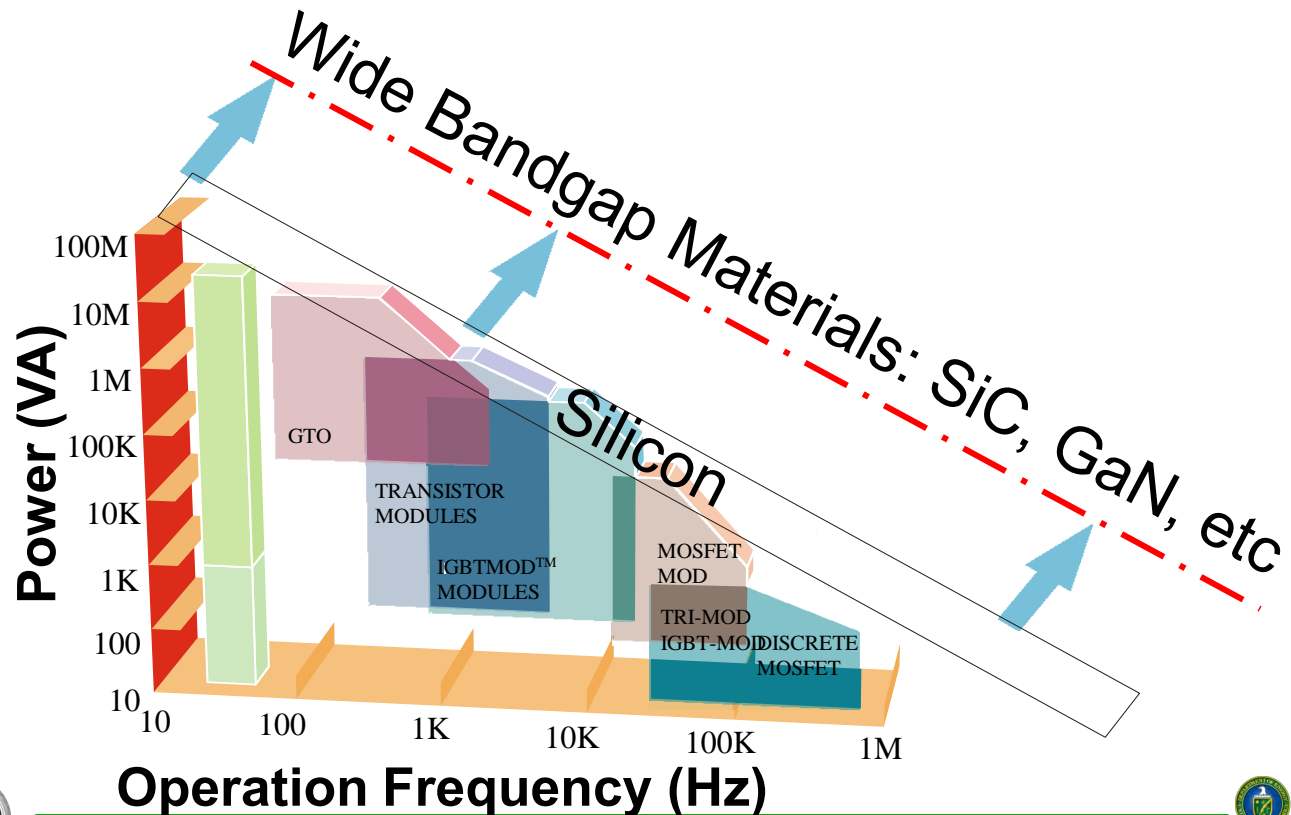 Wide Bandgap Materials: SiC, GaN, etc
Silicon
Power (VA)
100M
10M
1M
100K
10K
1K
100
10
GTO
TRANSISTOR
MODULES
IGBTMOD™
MODULES
MOSFET
MOD
TRI-MOD
IGBT-MOD
DISCRETE
MOSFET
10
100
1K
10K
100K
1M
Operation Frequency (Hz)